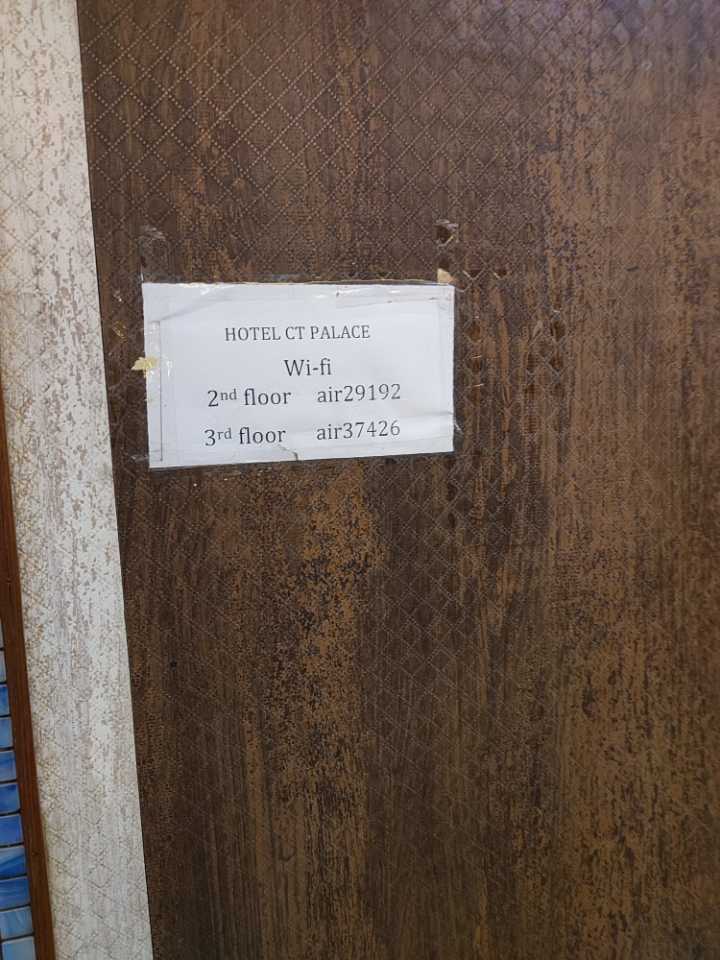 HOTEL CT PALACE
Wi-fi
2nd floor air29192
3rd floor air37426